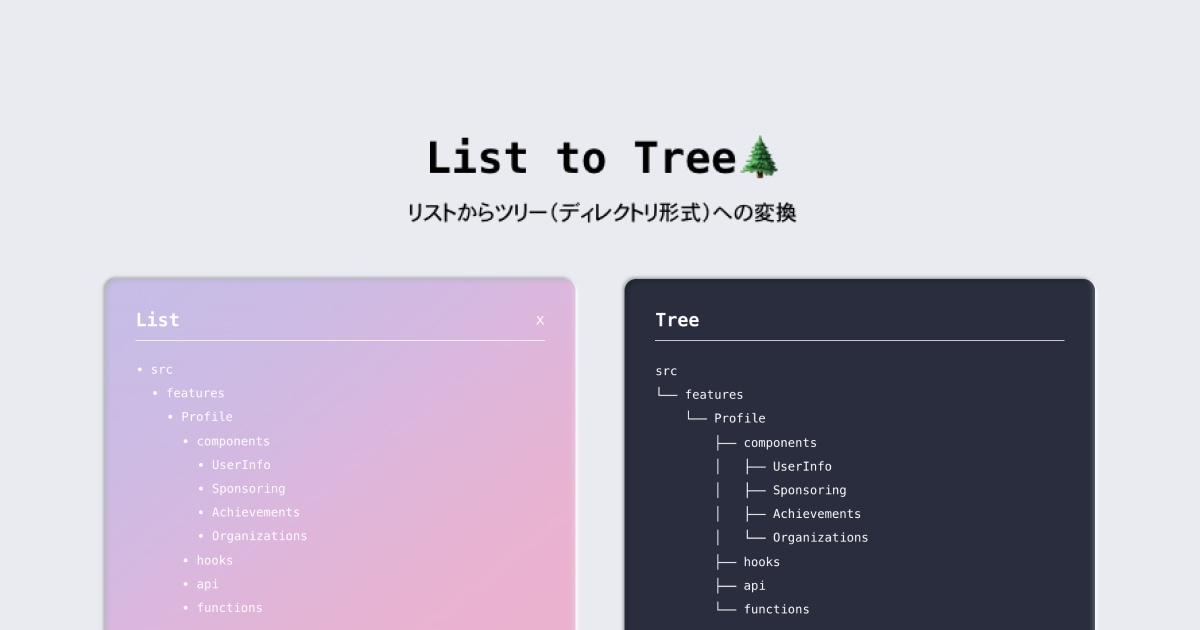 List to Tree🌲
リストからツリー(ディレクトリ形式)への変換
List x
• src
• features
• Profile
• components
• UserInfo
• Sponsoring
• Achievements
• Organizations
• hooks
• api
• functions
Tree
src
└── features
    └── Profile
        ├── components
        │   ├── UserInfo
        │   ├── Sponsoring
        │   ├── Achievements
        │   └── Organizations
        ├── hooks
        ├── api
        └── functions